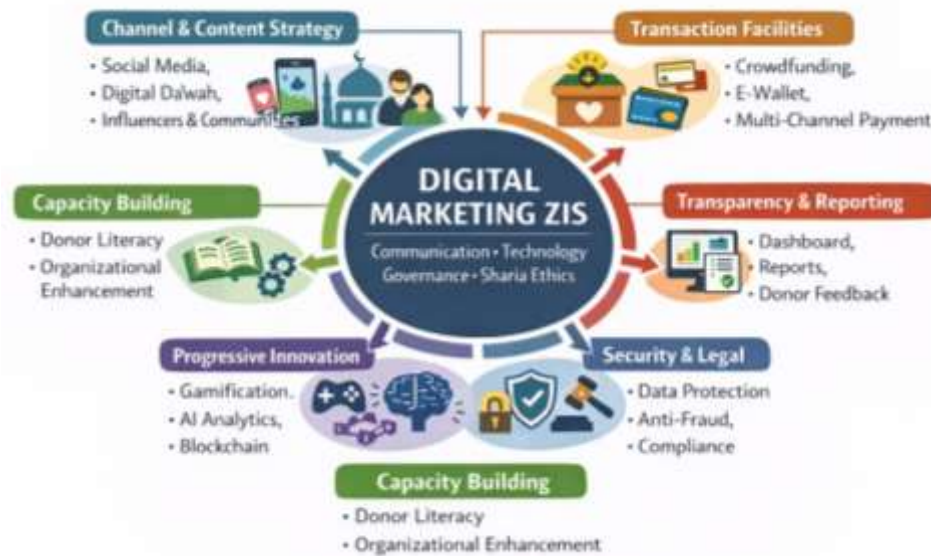 Channel & Content Strategy
• Social Media,
• Digital Da'wah,
• Influencers & Communites
Transaction Facilities
• Crowdfunding,
• E-Wallet,
• Multi-Channel Payment
DIGITAL
MARKETING ZIS
Communication • Technology
Governance • Sharia Ethics
Capacity Building
• Donor Literacy
• Organizational
Enhancement
Transparency & Reporting
• Dashboard,
• Reports,
• Donor Feedback
Progressive Innovation
• Gamification.
• AI Analytics,
• Blockchain
Security & Legal
• Data Protection
• Anti-Fraud,
• Compliance
Capacity Building
• Donor Literacy
• Organizational Enhancement